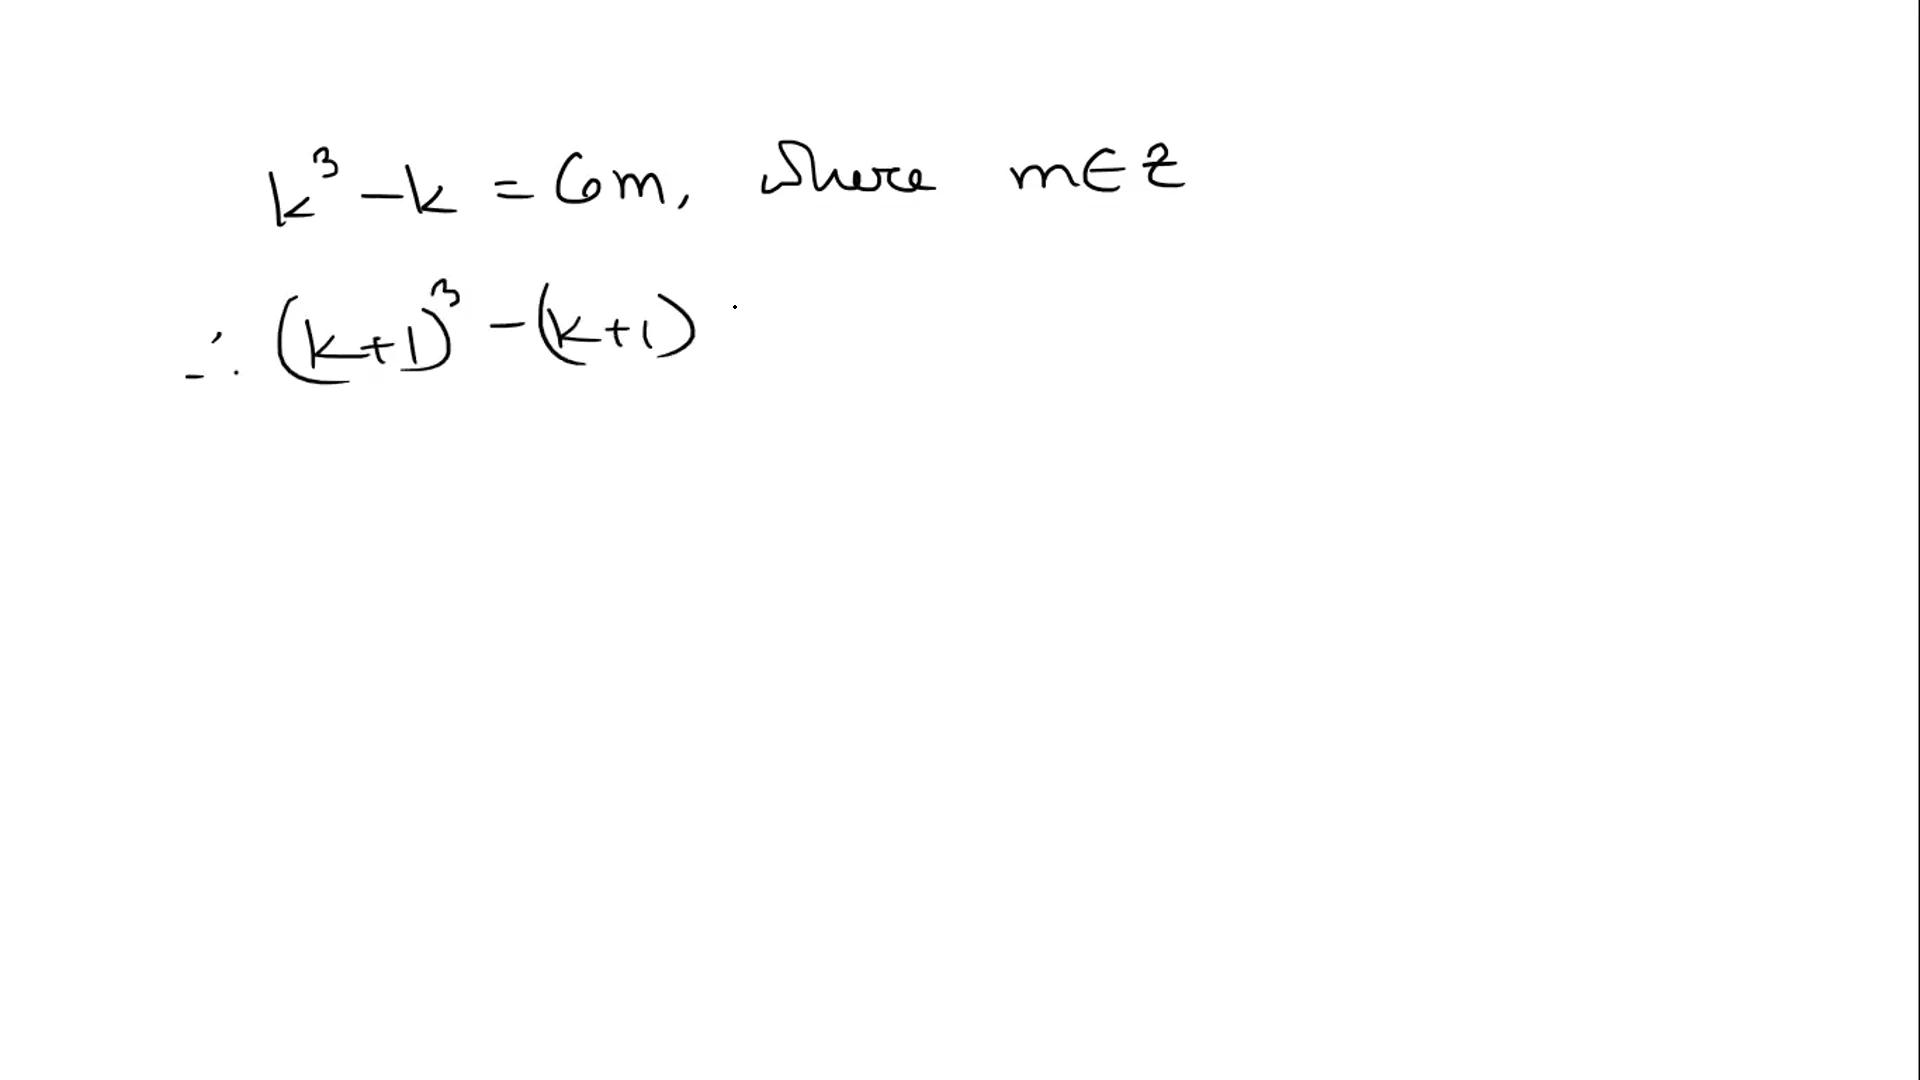 k³ - k = 6m, where m ∈ Z
∴ (k+1)³ - (k+1)